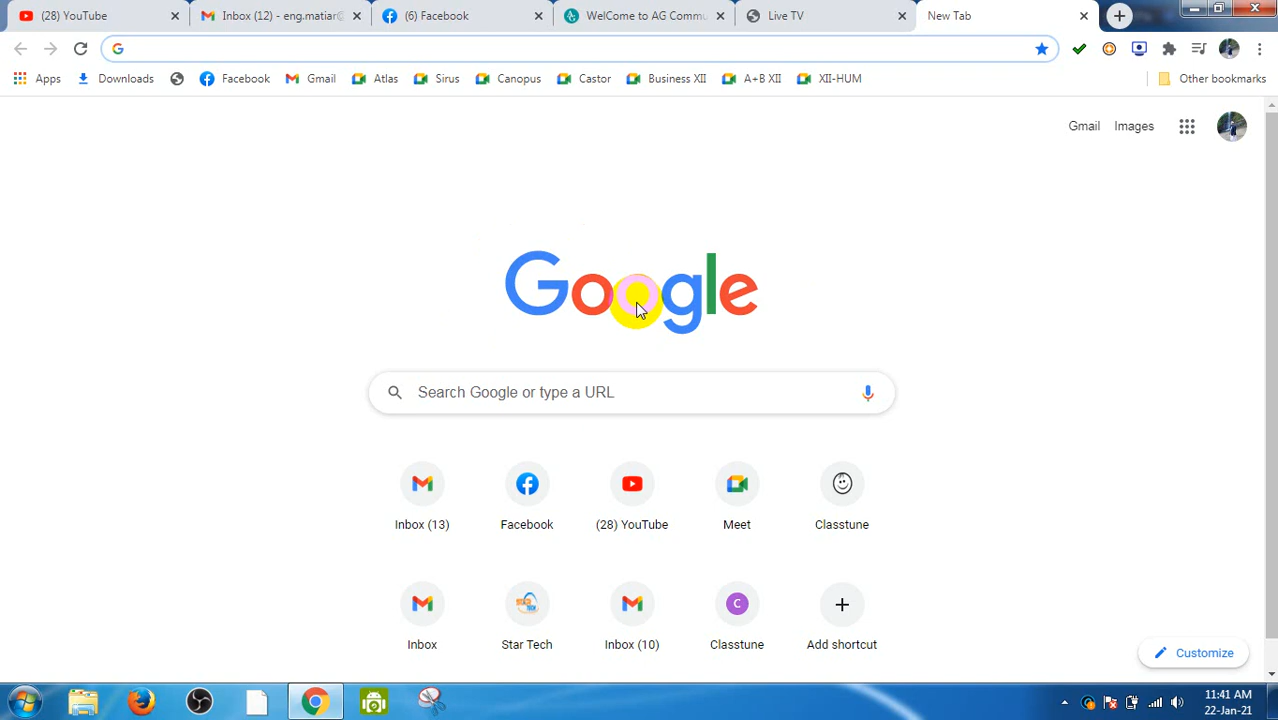 (28) YouTube
Inbox (12) - eng.matiar@
(6) Facebook
WelCome to AG Commu
Live TV
New Tab
Apps
Downloads
Facebook
Gmail
Atlas
Sirus
Canopus
Castor
Business XII
A+B XII
XII-HUM
Other bookmarks
Gmail
Images
Google
Search Google or type a URL
Inbox (13)
Facebook
(28) YouTube
Meet
Classtune
Inbox
Star Tech
Inbox (10)
C
Classtune
Add shortcut
Customize
11:41 AM
22-Jan-21